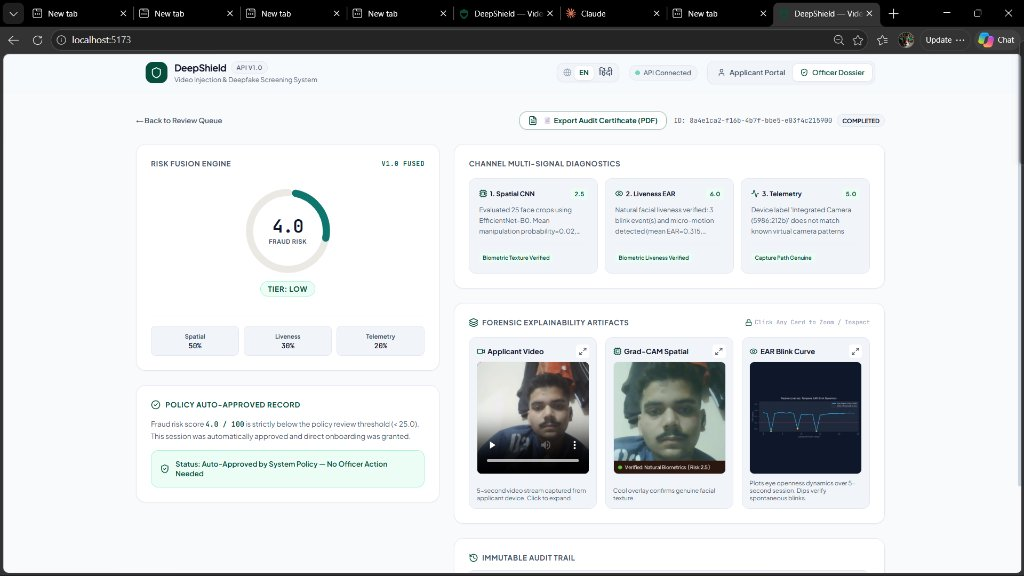 New tab
New tab
New tab
New tab
DeepShield — Vide
Claude
New tab
DeepShield — Vide
localhost:5173
Update
Chat
DeepShield
API V1.0
Video Injection & Deepfake Screening System
EN
हिंदी
API Connected
Applicant Portal
Officer Dossier
← Back to Review Queue
Export Audit Certificate (PDF)
COMPLETED
RISK FUSION ENGINE
V1.0 FUSED
4.0
FRAUD RISK
TIER: LOW
Spatial
50%
Liveness
30%
Telemetry
20%
POLICY AUTO-APPROVED RECORD
Fraud risk score 4.0 / 100 is strictly below the policy review threshold (< 25.0).
This session was automatically approved and direct onboarding was granted.
Status: Auto-Approved by System Policy — No Officer Action
Needed
CHANNEL MULTI-SIGNAL DIAGNOSTICS
1. Spatial CNN
2.5
Evaluated 25 face crops using
EfficientNet-B0. Mean
manipulation probability=0.02,...
Biometric Texture Verified
2. Liveness EAR
6.0
Natural facial liveness verified: 3
blink event(s) and micro-motion
detected (mean EAR=0.315,...
Biometric Liveness Verified
3. Telemetry
5.0
Device label 'Integrated Camera
(5986:212b)' does not match
known virtual camera patterns
Capture Path Genuine
FORENSIC EXPLAINABILITY ARTIFACTS
Click Any Card to Zoom / Inspect
Applicant Video
5-second video stream captured from
applicant device. Click to expand.
Grad-CAM Spatial
Verified: Natural Biometrics (Risk 2.5)
Cool overlay confirms genuine facial
texture.
EAR Blink Curve
Plots eye openness dynamics over 5-
second session. Dips verify
spontaneous blinks.
IMMUTABLE AUDIT TRAIL